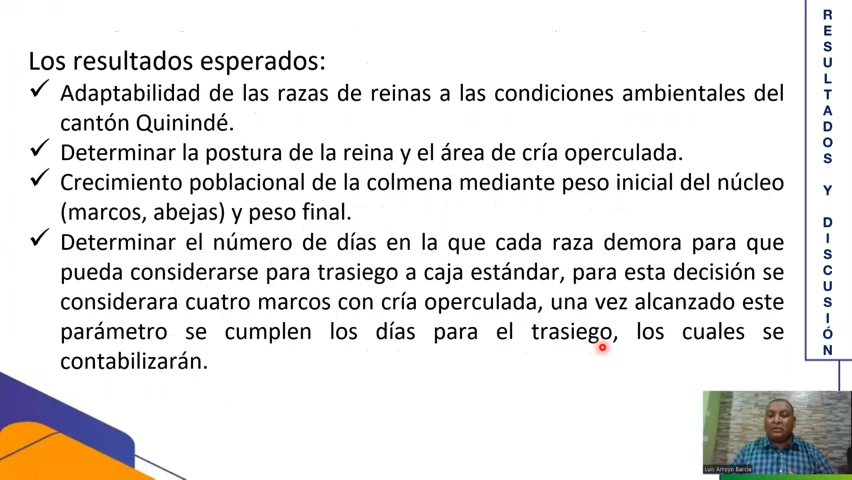 Los resultados esperados:
✓ Adaptabilidad de las razas de reinas a las condiciones ambientales del
cantón Quinindé.
✓ Determinar la postura de la reina y el área de cría operculada.
✓ Crecimiento poblacional de la colmena mediante peso inicial del núcleo
(marcos, abejas) y peso final.
✓ Determinar el número de días en la que cada raza demora para que
pueda considerarse para trasiego a caja estándar, para esta decisión se
considerara cuatro marcos con cría operculada, una vez alcanzado este
parámetro se cumplen los días para el trasiego, los cuales se
contabilizarán.
RESULTADOS Y DISCUSIÓN
Luis Arroyo Barcia